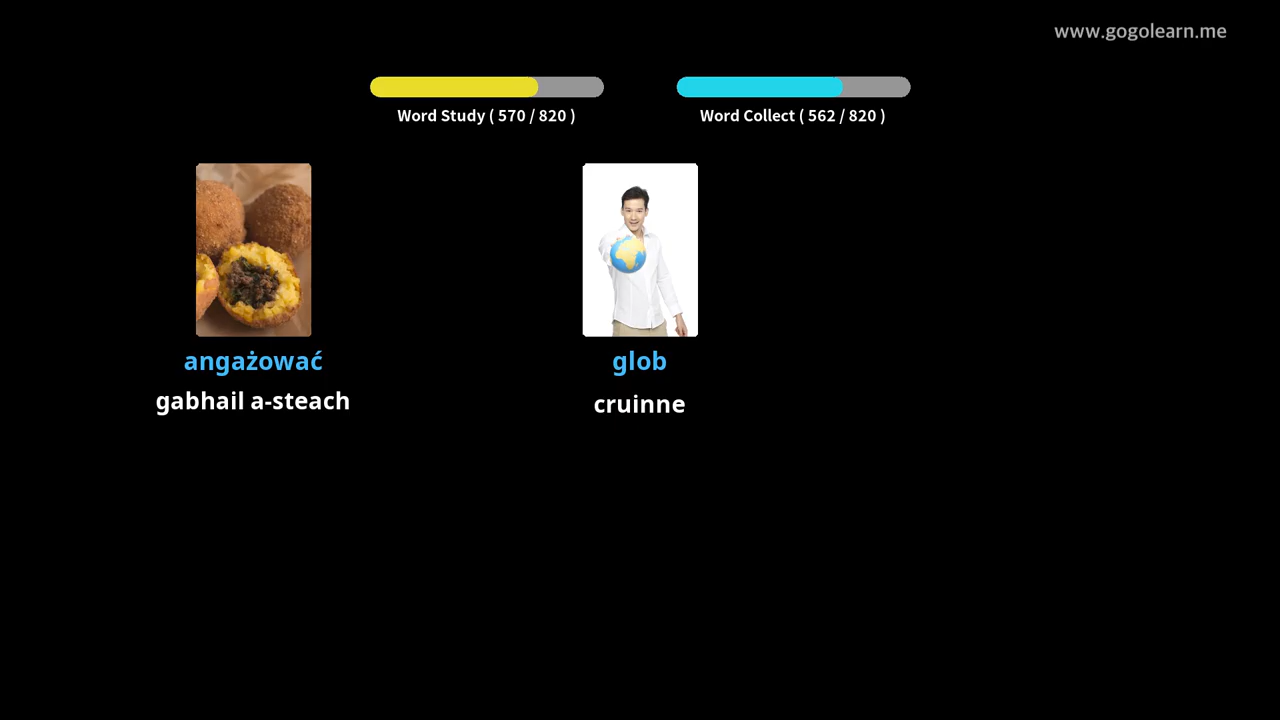 www.gogolearn.me
Word Study ( 570 / 820 )
Word Collect ( 562 / 820 )
angażować
gabhail a-steach
glob
cruinne